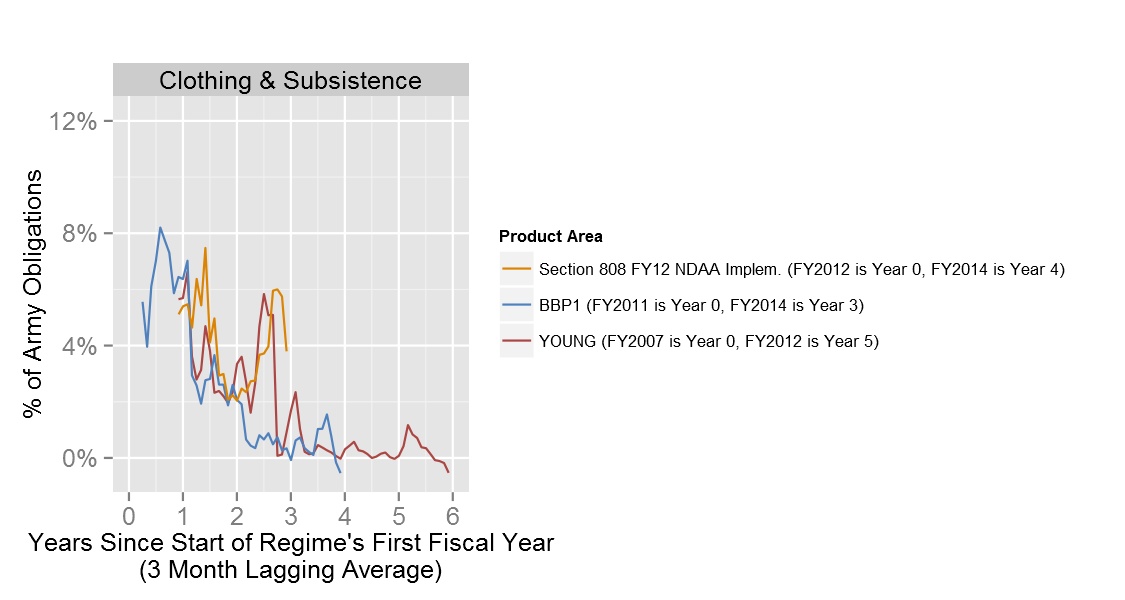 Clothing & Subsistence
12%
8%
4%
0%
% of Army Obligations
0 1 2 3 4 5 6
Years Since Start of Regime's First Fiscal Year
(3 Month Lagging Average)
Product Area
Section 808 FY12 NDAA Implem. (FY2012 is Year 0, FY2014 is Year 4)
BBP1 (FY2011 is Year 0, FY2014 is Year 3)
YOUNG (FY2007 is Year 0, FY2012 is Year 5)